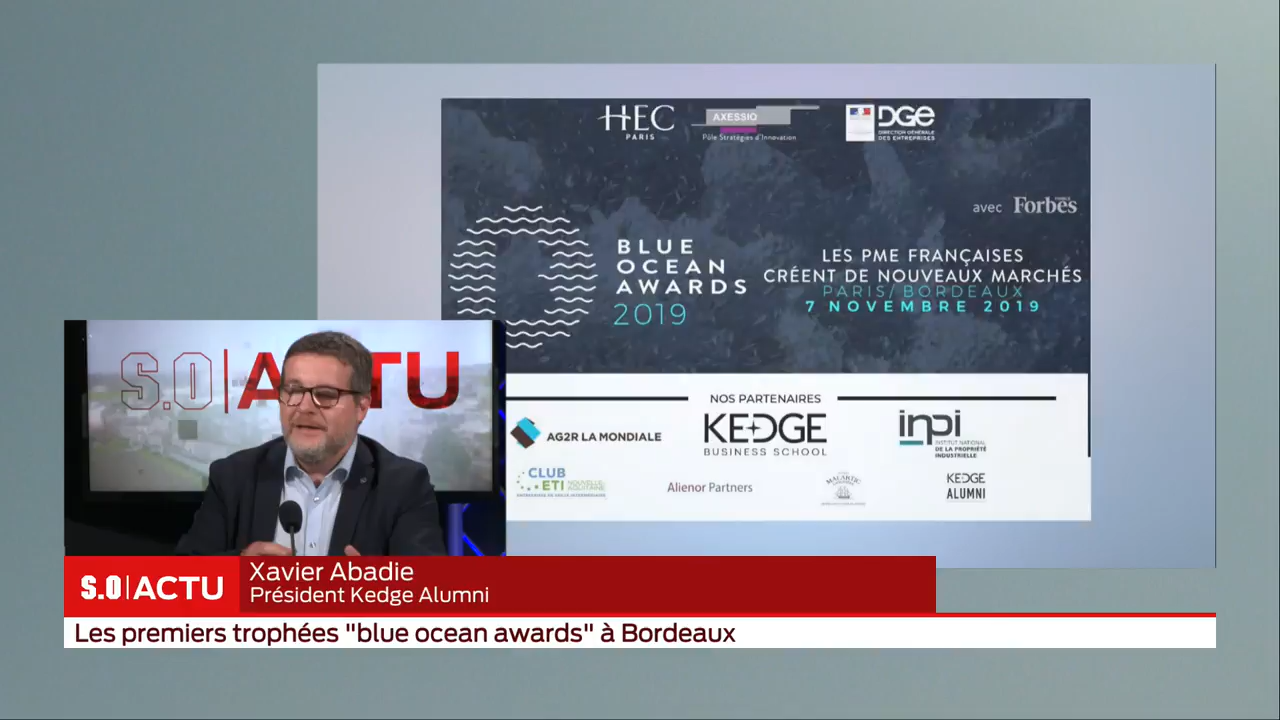 HEC
PARIS
AXESSIO
Pôle Stratégies d'Innovation
DGE
DIRECTION GÉNÉRALE
DES ENTREPRISES
avec Forbes
BLUE
OCEAN
AWARDS
2019
LES PME FRANÇAISES
CRÉENT DE NOUVEAUX MARCHÉS
PARIS/BORDEAUX
7 NOVEMBRE 2019
NOS PARTENAIRES
AG2R LA MONDIALE
KEDGE
BUSINESS SCHOOL
inpi
INSTITUT NATIONAL
DE LA PROPRIÉTÉ
INDUSTRIELLE
CLUB
ETI NOUVELLE-AQUITAINE
Alienor Partners
MALARTIC
KEDGE
ALUMNI
S.O ACTU
S.O ACTU
Xavier Abadie
Président Kedge Alumni
Les premiers trophées "blue ocean awards" à Bordeaux